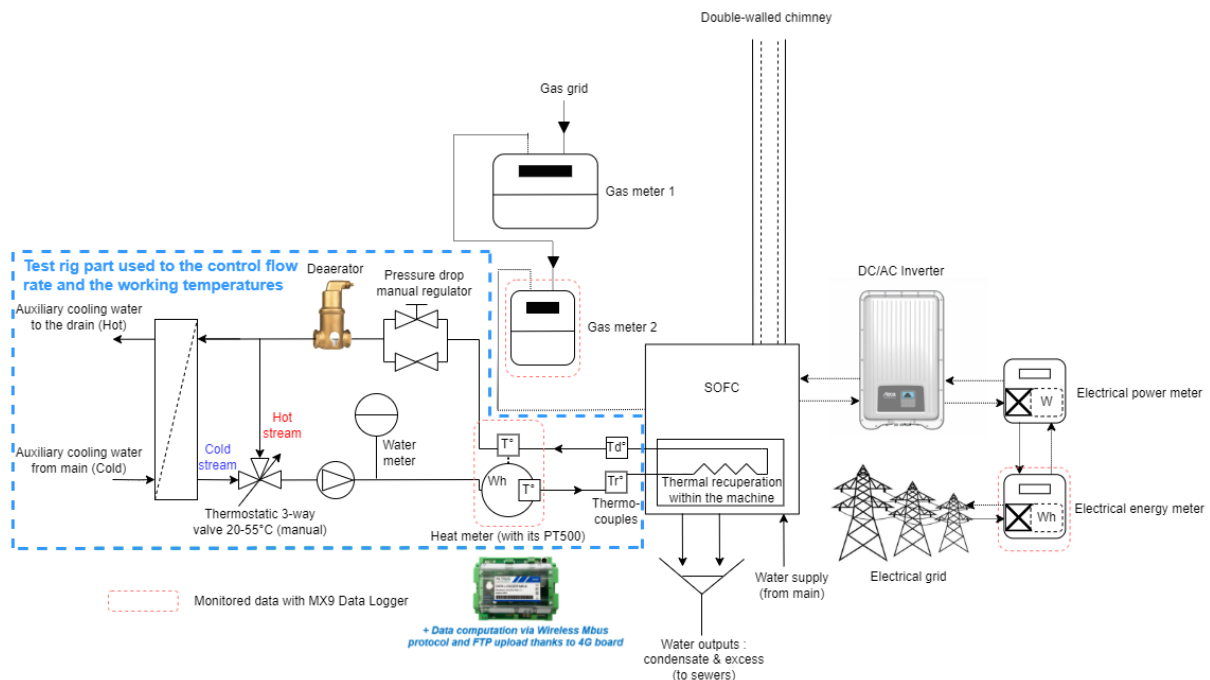 Double-walled chimney
Gas grid
Gas meter 1
Test rig part used to the control flow
rate and the working temperatures
Deaerator
Pressure drop
manual regulator
DC/AC Inverter
Auxiliary cooling water
to the drain (Hot)
Gas meter 2
SOFC
W
Electrical power meter
Hot
stream
Cold
stream
Water
meter
T°
Td°
Auxiliary cooling water
from main (Cold)
Wh
T°
Tr°
Thermal recuperation
within the machine
Thermo-
couples
Wh
Electrical energy meter
Thermostatic 3-way
valve 20-55°C (manual)
Heat meter (with its PT500)
Water supply
(from main)
Electrical grid
Monitored data with MX9 Data Logger
+ Data computation via Wireless Mbus
protocol and FTP upload thanks to 4G board
Water outputs :
condensate & excess
(to sewers)